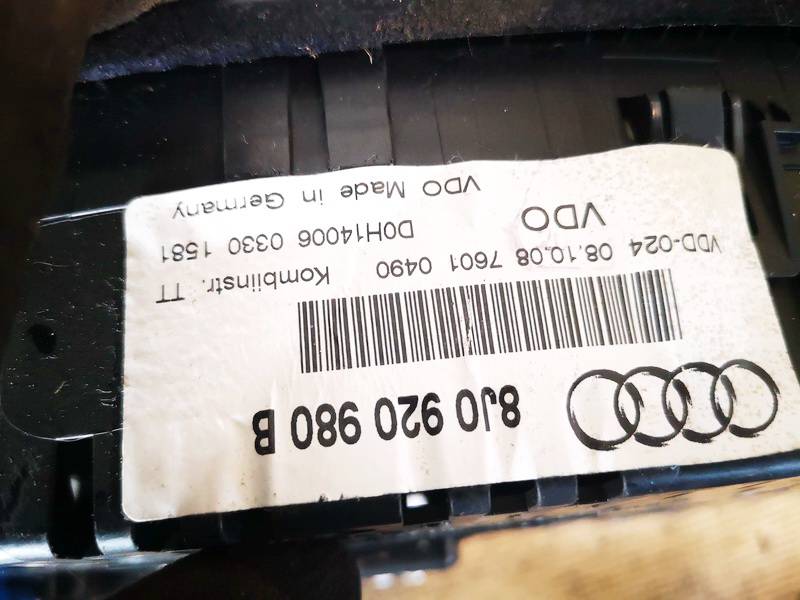 8J0 920 980 B
VDD-024 08.10.08 7601 0490 Kombiinstr. TT
VDO D0H14006 0330 1581
VDO Made in Germany